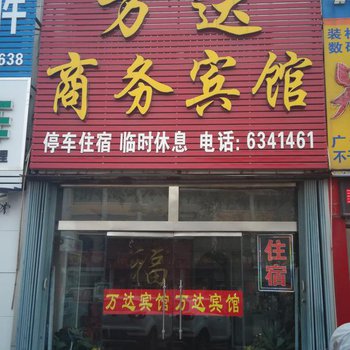 万达
商务宾馆
停车住宿 临时休息 电话: 6341461
638
福
住宿
万达宾馆 万达宾馆